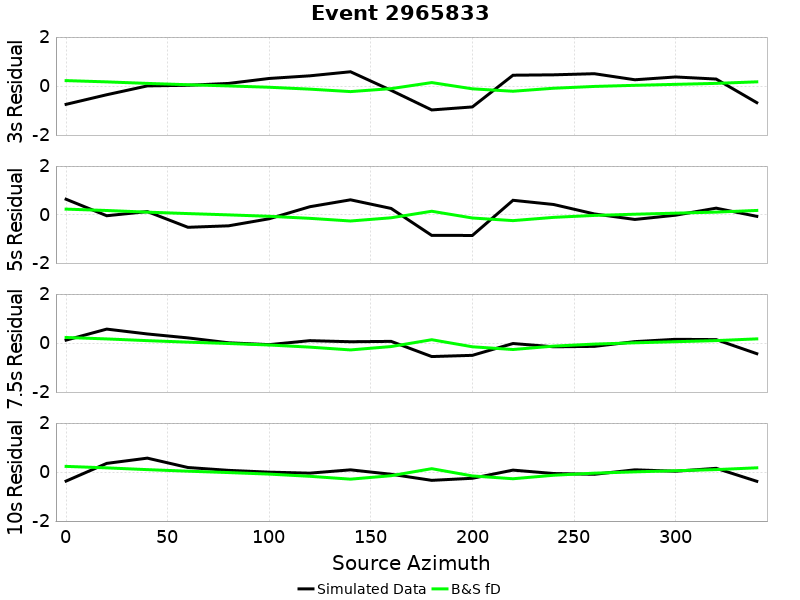 Event 2965833
3s Residual
2
0
-2
5s Residual
2
0
-2
7.5s Residual
2
0
-2
10s Residual
2
0
-2
0 50 100 150 200 250 300
Source Azimuth
Simulated Data B&S fD